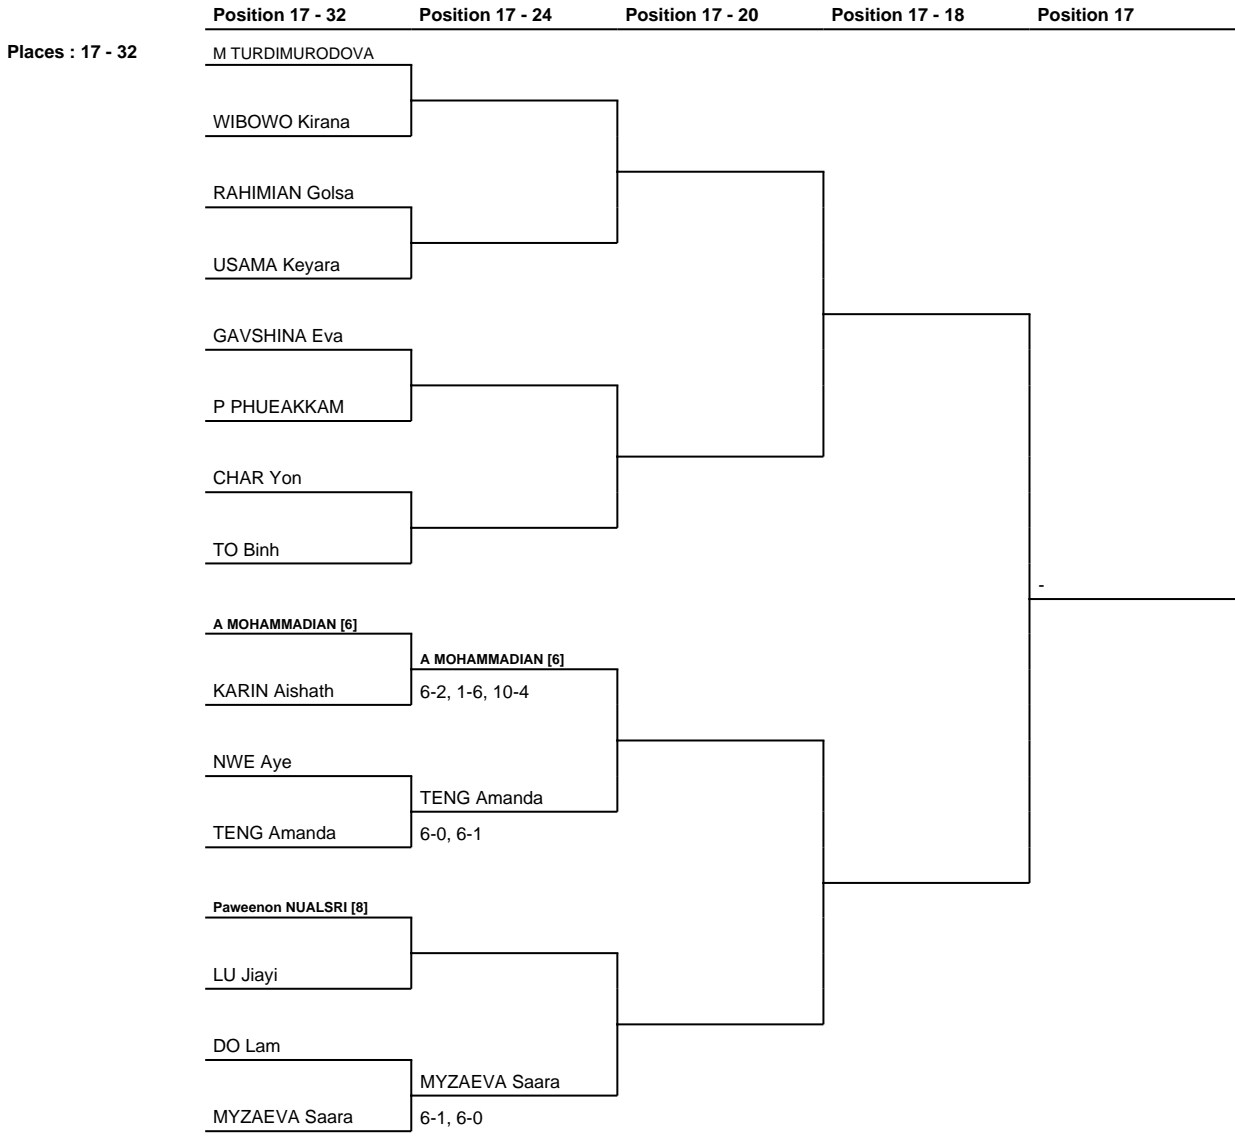 Position 17 - 32 Position 17 - 24 Position 17 - 20 Position 17 - 18 Position 17
Places : 17 - 32 M TURDIMURODOVA
WIBOWO Kirana
RAHIMIAN Golsa
USAMA Keyara
GAVSHINA Eva
P PHUEAKKAM
CHAR Yon
TO Binh
-
A MOHAMMADIAN [6]
A MOHAMMADIAN [6]
KARIN Aishath 6-2, 1-6, 10-4
NWE Aye
TENG Amanda
TENG Amanda 6-0, 6-1
Paweenon NUALSRI [8]
LU Jiayi
DO Lam
MYZAEVA Saara
MYZAEVA Saara 6-1, 6-0